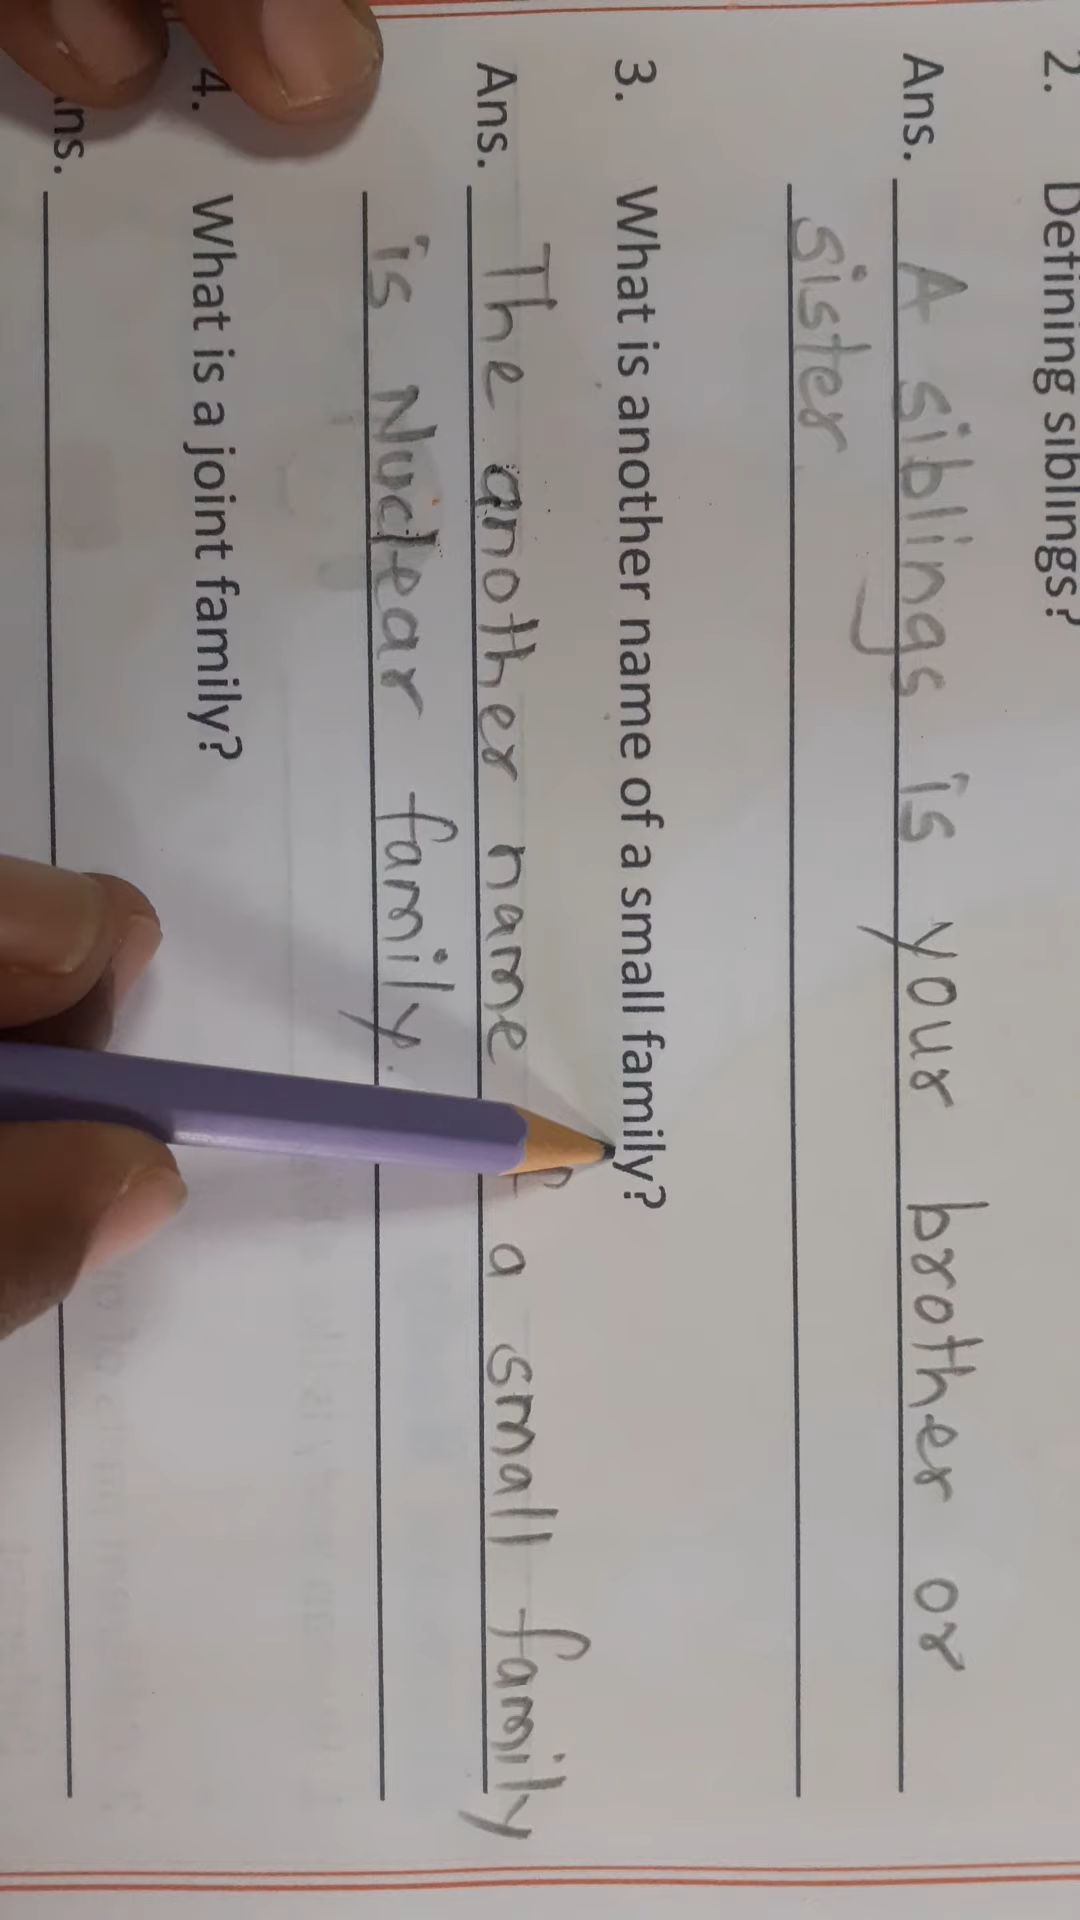 2. Defining siblings?
Ans. A siblings is your brother or
sister
3. What is another name of a small family?
Ans. The another name a small family
is Nuclear family.
4. What is a joint family?
Ans.